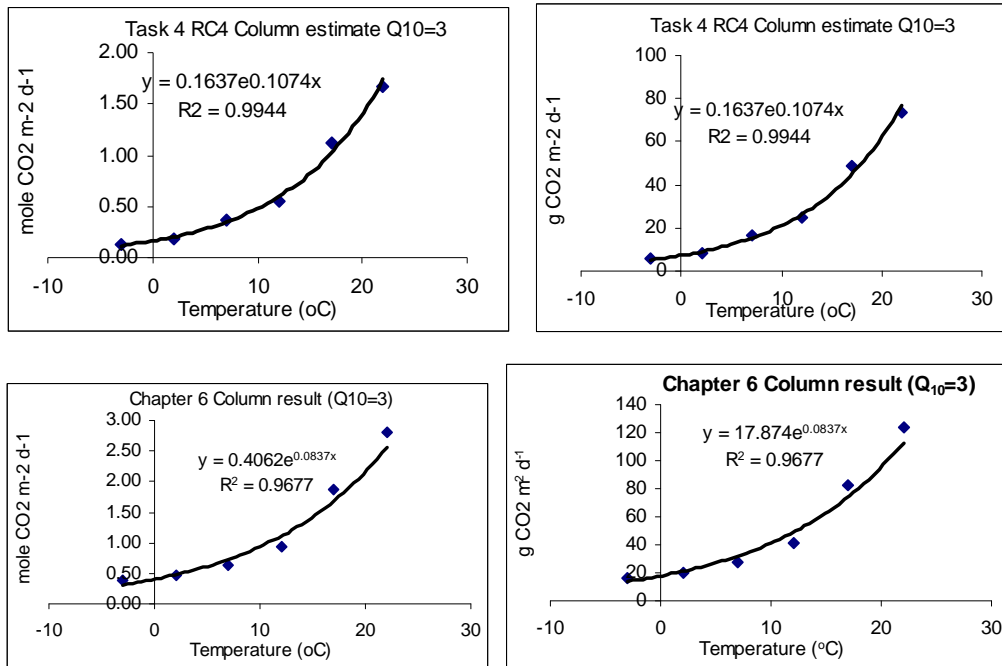 Task 4 RC4 Column estimate Q10=3
2.00
1.50
1.00
0.50
0.00
y = 0.1637e0.1074x
R2 = 0.9944
mole CO2 m-2 d-1
-10 0 10 20 30
Temperature (oC)
Task 4 RC4 Column estimate Q10=3
100
80
60
40
20
0
y = 0.1637e0.1074x
R2 = 0.9944
g CO2 m-2 d-1
-10 0 10 20 30
Temperature (oC)
Chapter 6 Column result (Q10=3)
3.00
2.50
2.00
1.50
1.00
0.50
0.00
y = 0.4062e^0.0837x
R² = 0.9677
mole CO2 m-2 d-1
-10 0 10 20 30
Temperature (oC)
Chapter 6 Column result (Q₁₀=3)
140
120
100
80
60
40
20
0
y = 17.874e^0.0837x
R² = 0.9677
g CO2 m² d⁻¹
-10 0 10 20 30
Temperature (°C)